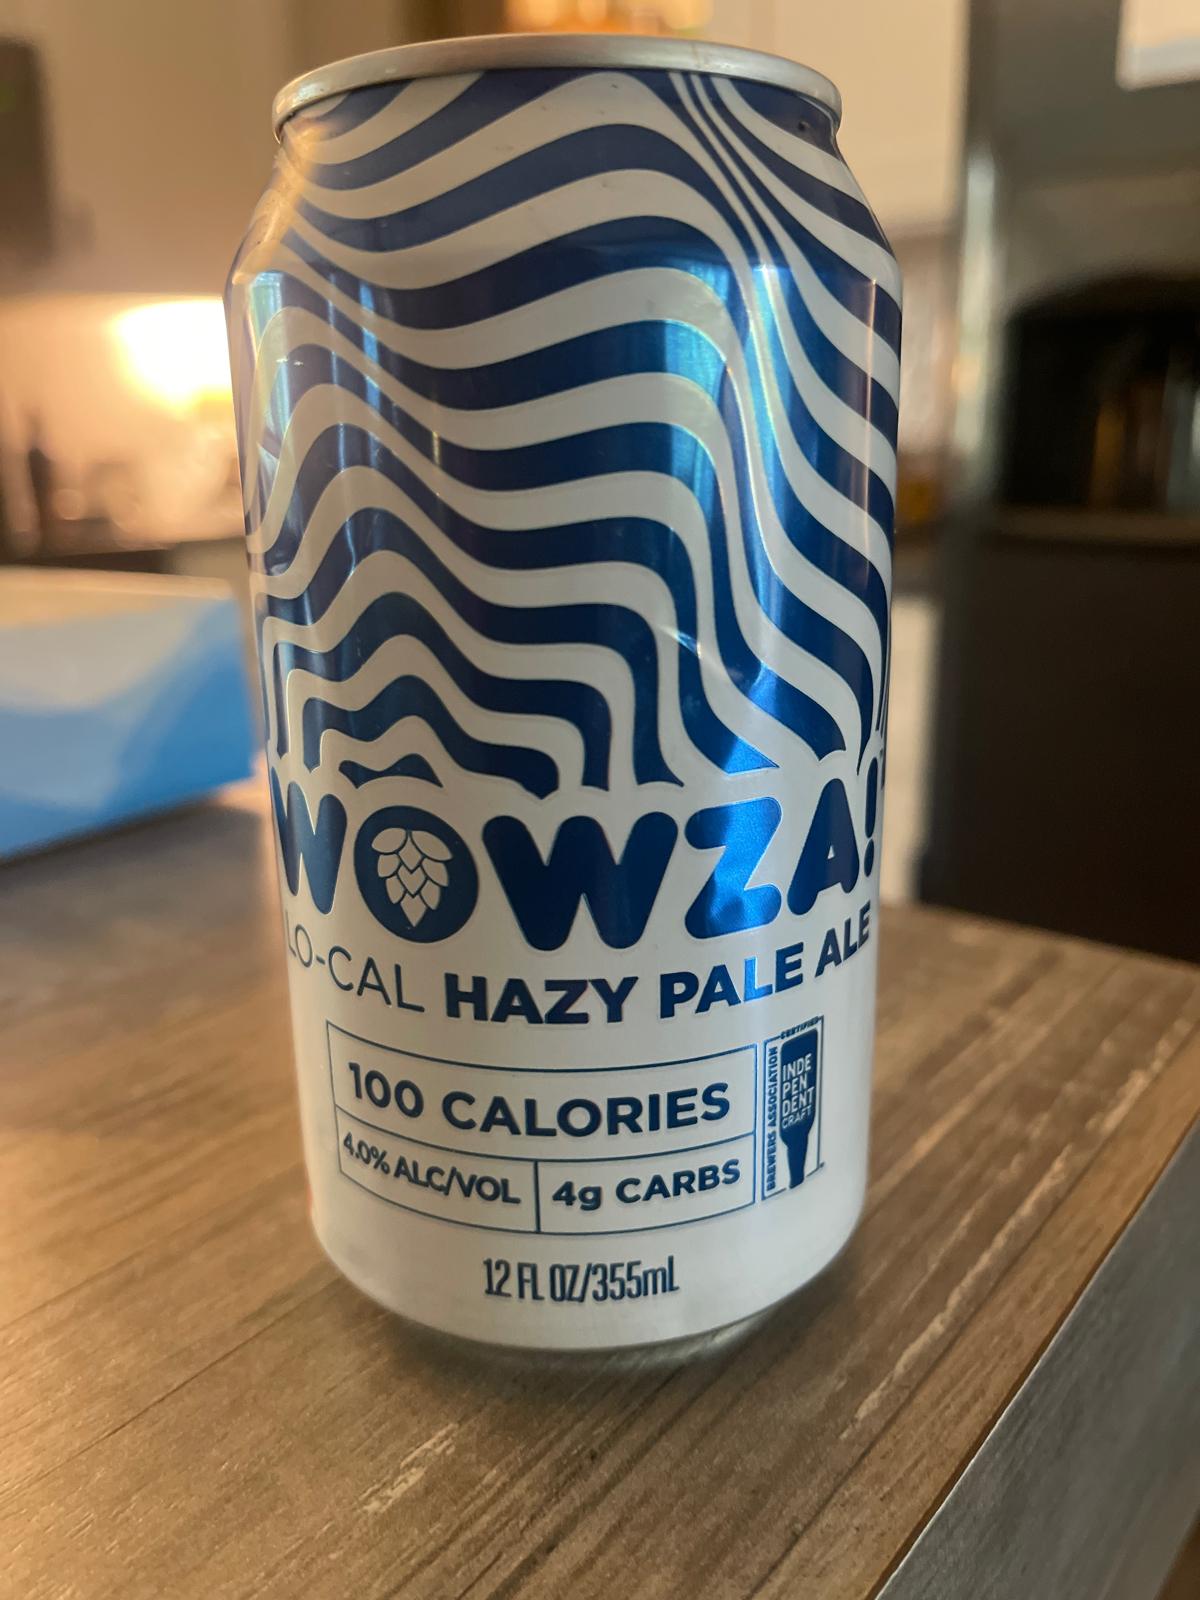 WOWZA!
LO-CAL HAZY PALE ALE
100 CALORIES
4.0% ALC/VOL
4g CARBS
BREWERS ASSOCIATION
CERTIFIED
INDE
PEN
DENT
CRAFT
12 FL OZ/355mL